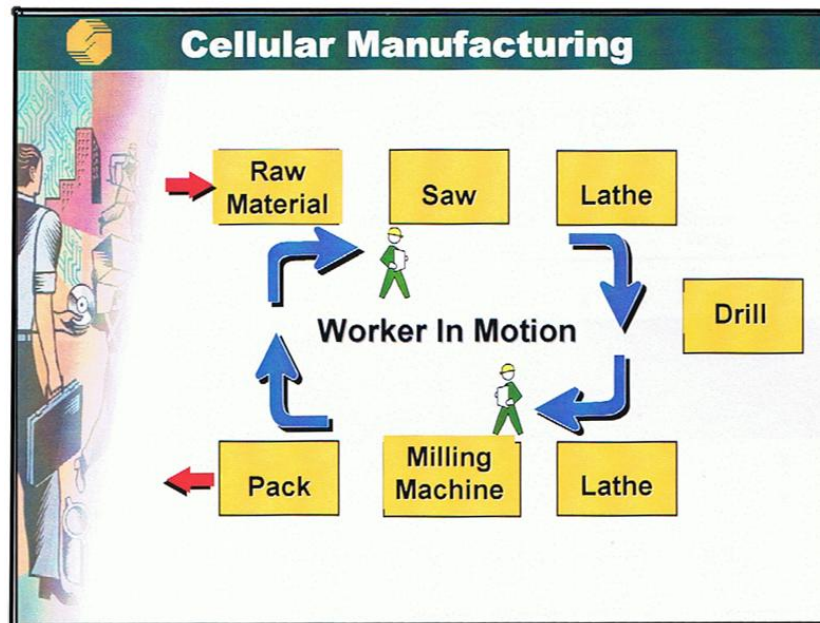 Cellular Manufacturing
Raw
Material
Saw
Lathe
Drill
Worker In Motion
Pack
Milling
Machine
Lathe